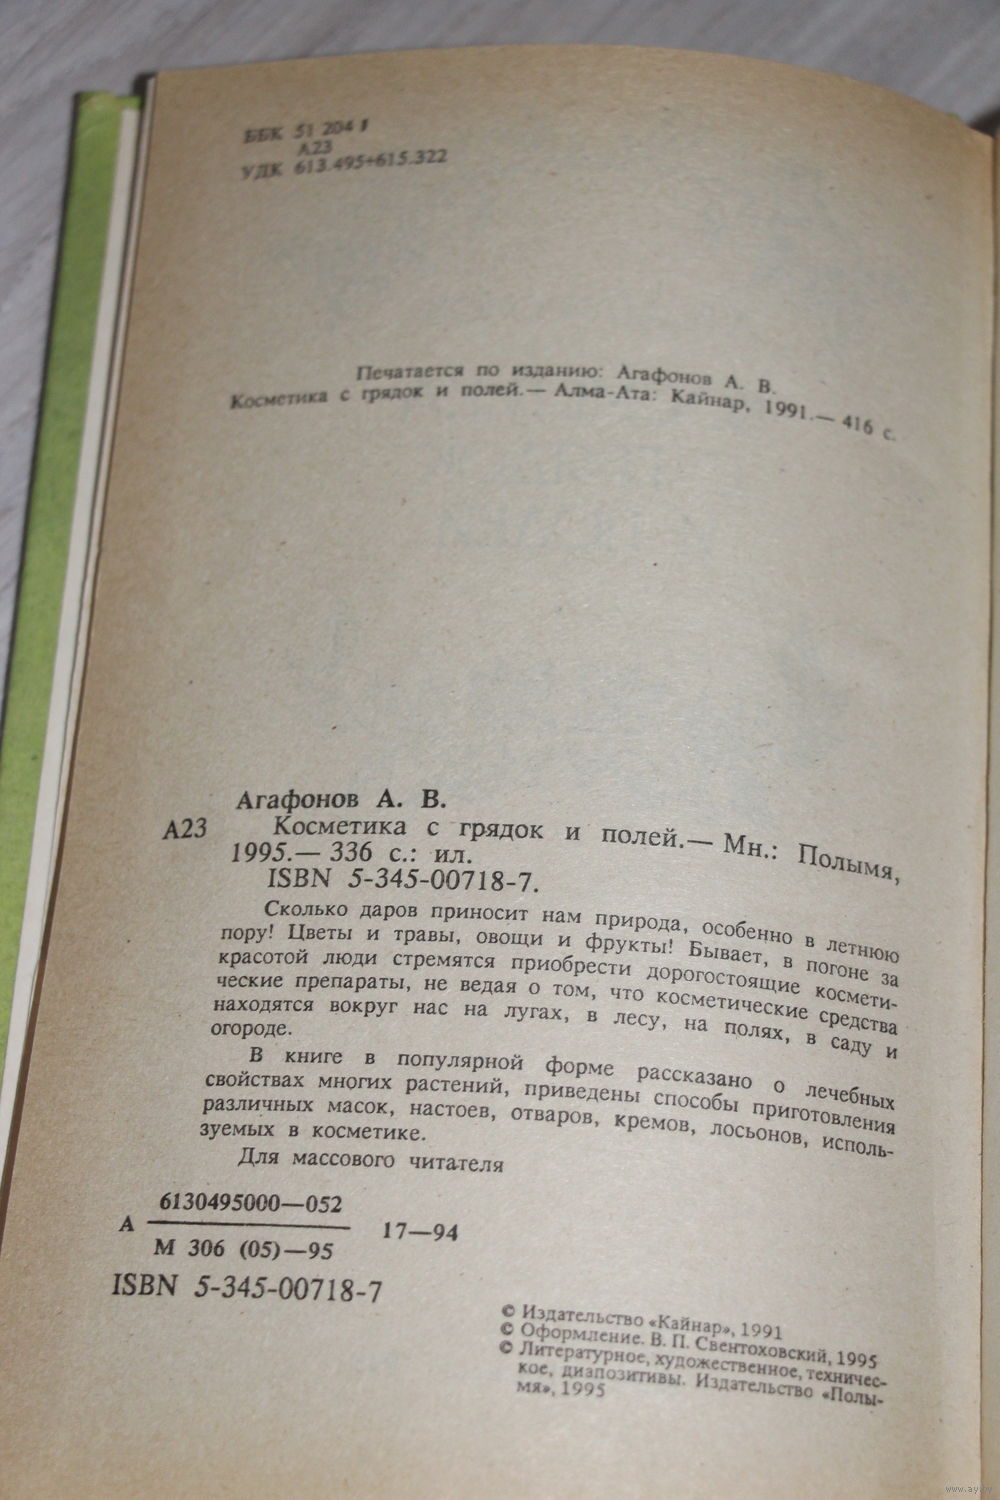 ББК 51 204 1
А23
УДК 613.495+615.322
Печатается по изданию: Агафонов А. В.
Косметика с грядок и полей.— Алма-Ата: Кайнар, 1991.— 416 с.
Агафонов А. В.
А23 Косметика с грядок и полей.— Мн.: Полымя,
1995.— 336 с.: ил.
ISBN 5-345-00718-7.
Сколько даров приносит нам природа, особенно в летнюю
пору! Цветы и травы, овощи и фрукты! Бывает, в погоне за
красотой люди стремятся приобрести дорогостоящие космети-
ческие препараты, не ведая о том, что косметические средства
находятся вокруг нас на лугах, в лесу, на полях, в саду и
огороде.
В книге в популярной форме рассказано о лечебных
свойствах многих растений, приведены способы приготовления
различных масок, настоев, отваров, кремов, лосьонов, исполь-
зуемых в косметике.
Для массового читателя
6130495000—052
А 17—94
М 306 (05)—95
ISBN 5-345-00718-7
© Издательство «Кайнар», 1991
© Оформление. В. П. Свентоховский, 1995
© Литературное, художественное, техничес-
кое, диапозитивы. Издательство «Полы-
мя», 1995
www.ay.by